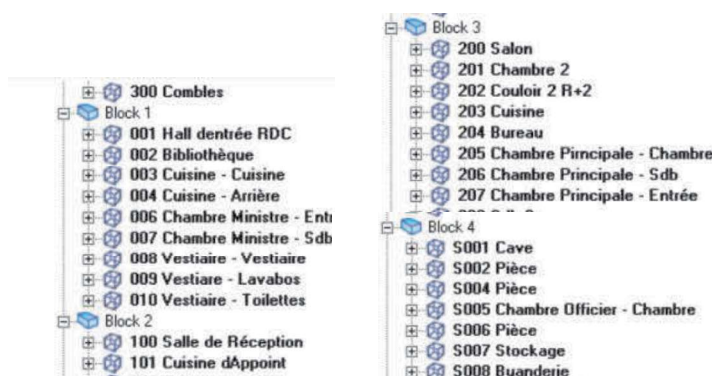 300 Combles
Block 1
001 Hall dentrée RDC
002 Bibliothèque
003 Cuisine - Cuisine
004 Cuisine - Arrière
006 Chambre Ministre - Ent
007 Chambre Ministre - Sdb
008 Vestiaire - Vestiaire
009 Vestiare - Lavabos
010 Vestiaire - Toilettes
Block 2
100 Salle de Réception
101 Cuisine dAppoint
Block 3
200 Salon
201 Chambre 2
202 Couloir 2 R+2
203 Cuisine
204 Bureau
205 Chambre Pirncipale - Chambre
206 Chambre Principale - Sdb
207 Chambre Principale - Entrée
Block 4
S001 Cave
S002 Pièce
S004 Pièce
S005 Chambre Officier - Chambre
S006 Pièce
S007 Stockage
S008 Buanderie